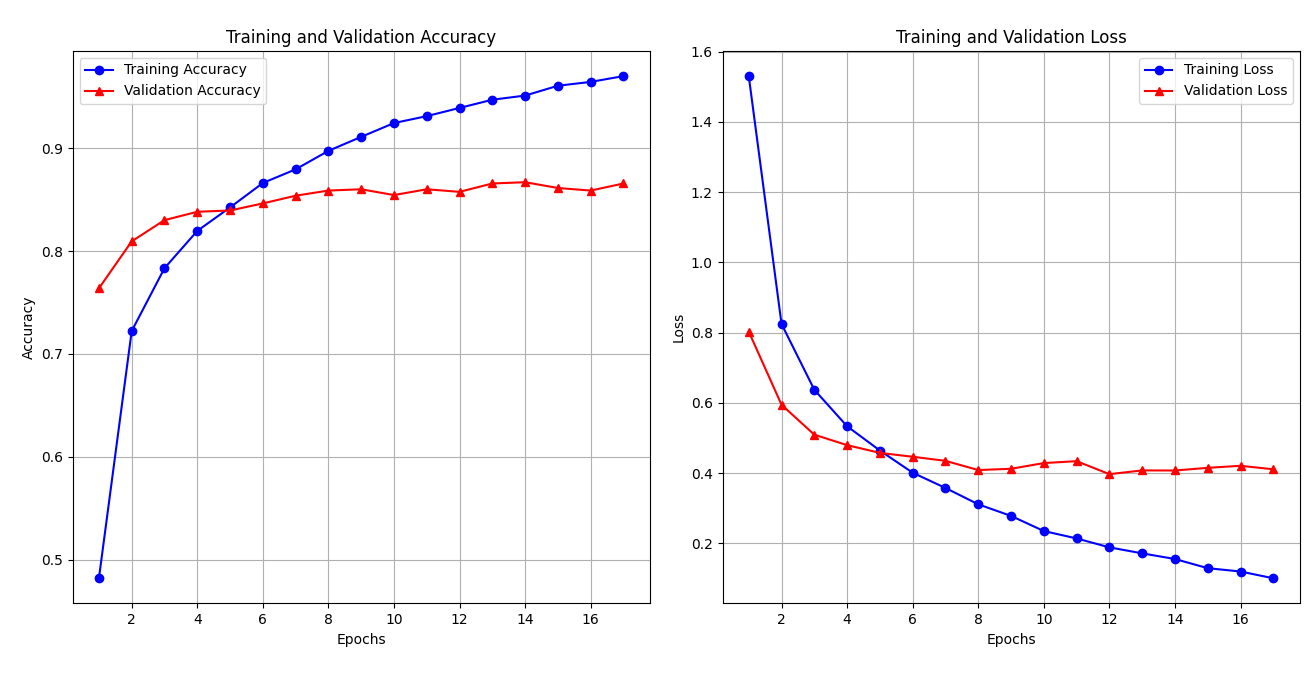 Training and Validation Accuracy
Training Accuracy
Validation Accuracy
0.9
0.8
0.7
0.6
0.5
Accuracy
2 4 6 8 10 12 14 16
Epochs
Training and Validation Loss
Training Loss
Validation Loss
1.6
1.4
1.2
1.0
0.8
0.6
0.4
0.2
Loss
2 4 6 8 10 12 14 16
Epochs